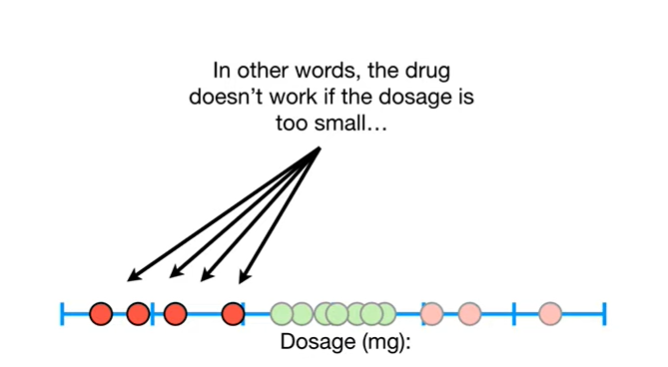 In other words, the drug
doesn't work if the dosage is
too small…
Dosage (mg):